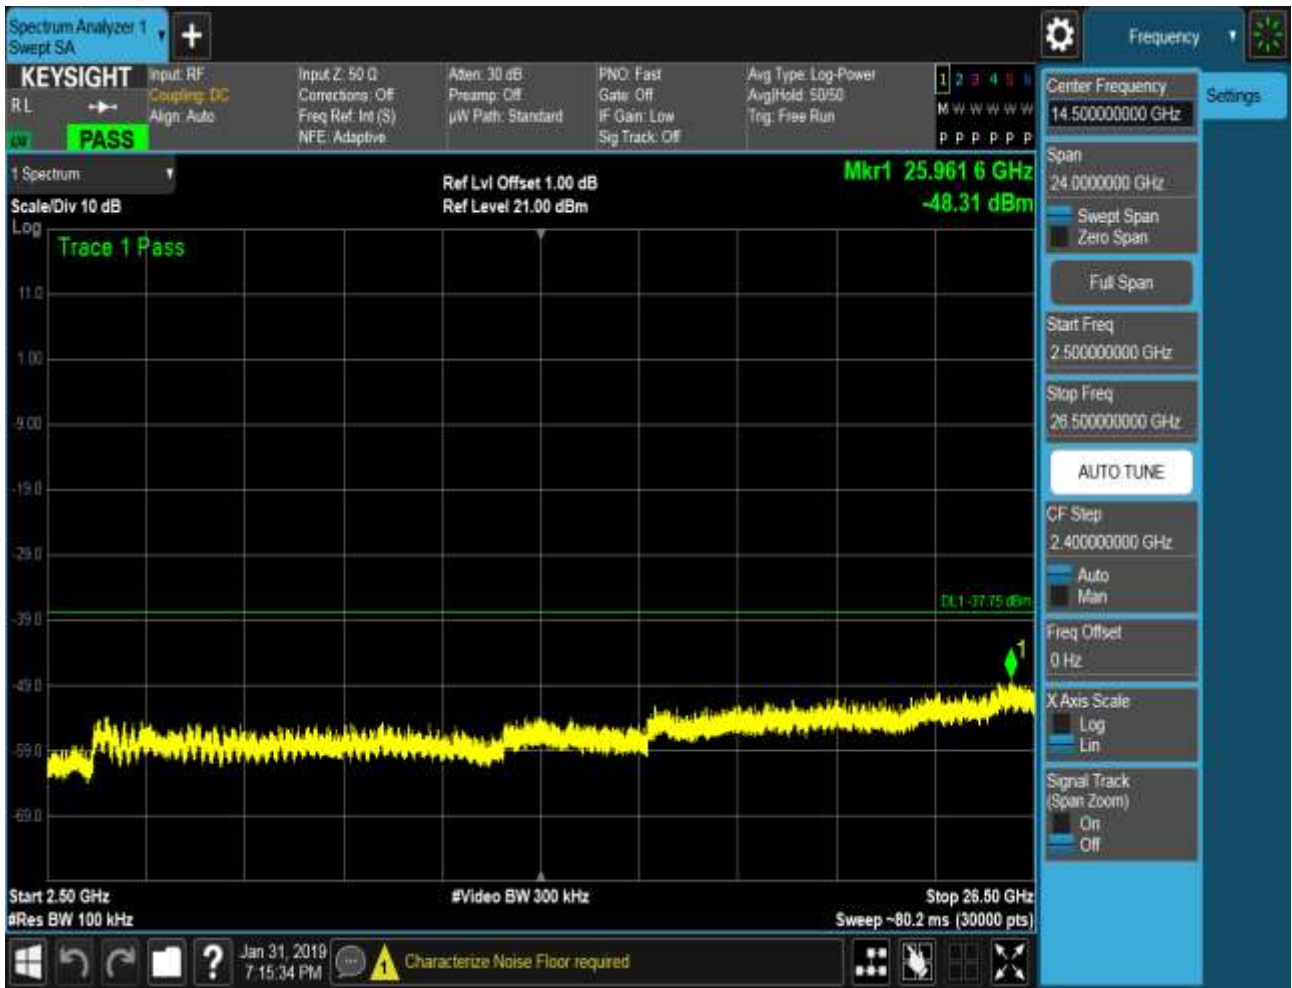 Spectrum Analyzer 1
Swept SA
+
Frequency
KEYSIGHT
R L
PASS
Input: RF
Coupling: DC
Align: Auto
Input Z: 50 Ω
Corrections: Off
Freq Ref: Int (S)
NFE: Adaptive
Atten: 30 dB
Preamp: Off
µW Path: Standard
PNO: Fast
Gate: Off
IF Gain: Low
Sig Track: Off
Avg Type: Log-Power
Avg|Hold: 50/50
Trig: Free Run
1 2 3 4 5 6
M W W W W W
P P P P P P
1 Spectrum
Scale/Div 10 dB
Log
Ref Lvl Offset 1.00 dB
Ref Level 21.00 dBm
Mkr1 25.961 6 GHz
-48.31 dBm
Trace 1 Pass
11.0
1.00
-9.00
-19.0
-29.0
-39.0
-49.0
-59.0
-69.0
DL1 -37.75 dBm
1
Start 2.50 GHz
#Res BW 100 kHz
#Video BW 300 kHz
Stop 26.50 GHz
Sweep ~80.2 ms (30000 pts)
?
Jan 31, 2019
7:15:34 PM
1
Characterize Noise Floor required
Center Frequency
14.500000000 GHz
Span
24.0000000 GHz
Swept Span
Zero Span
Full Span
Start Freq
2.500000000 GHz
Stop Freq
26.500000000 GHz
AUTO TUNE
CF Step
2.400000000 GHz
Auto
Man
Freq Offset
0 Hz
X Axis Scale
Log
Lin
Signal Track
(Span Zoom)
On
Off
Settings